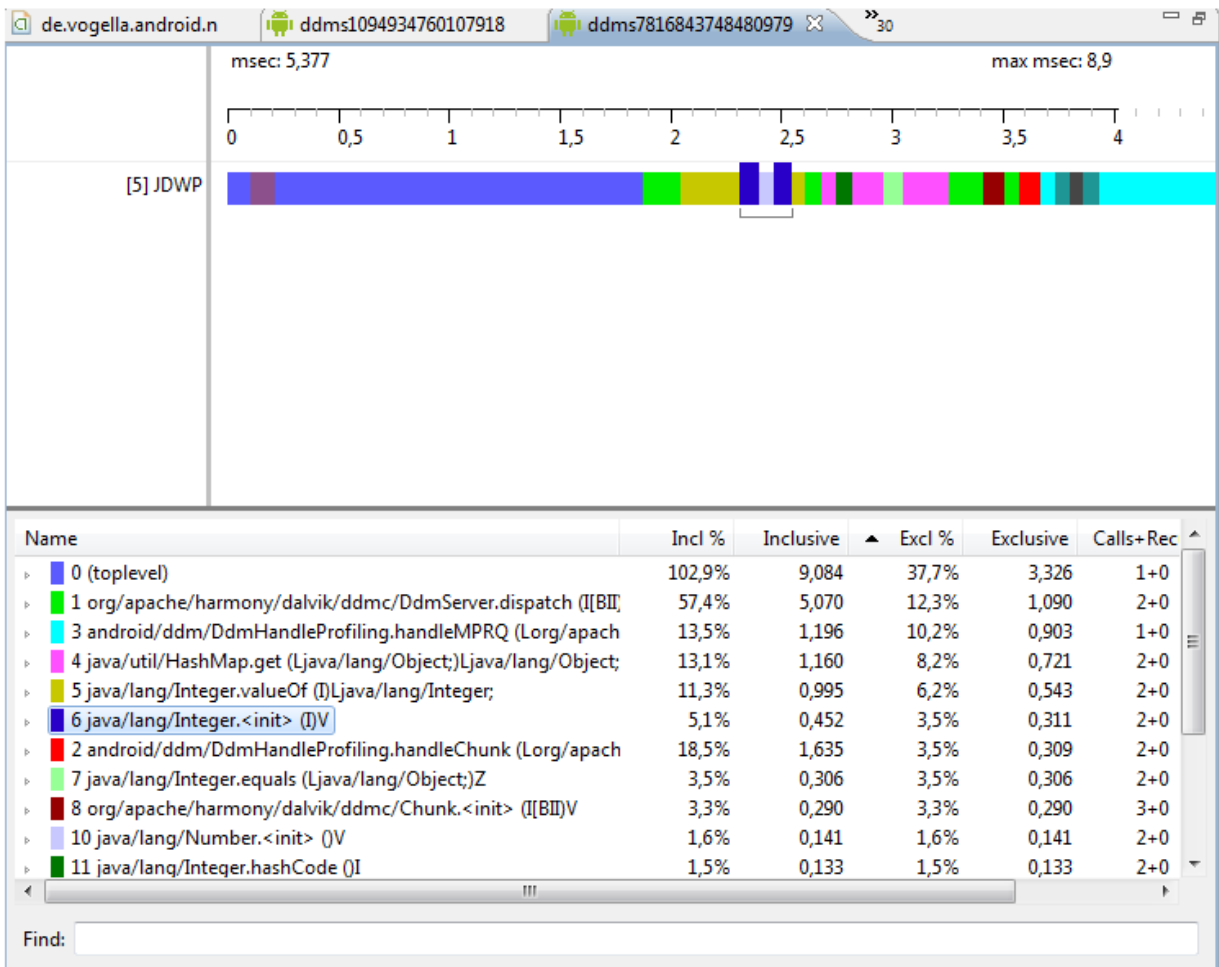 de.vogella.android.n ddms1094934760107918 ddms7816843748480979 »30
msec: 5,377 max msec: 8,9
0 0,5 1 1,5 2 2,5 3 3,5 4
[5] JDWP
Name Incl % Inclusive Excl % Exclusive Calls+Rec
0 (toplevel) 102,9% 9,084 37,7% 3,326 1+0
1 org/apache/harmony/dalvik/ddmc/DdmServer.dispatch (I[BII) 57,4% 5,070 12,3% 1,090 2+0
3 android/ddm/DdmHandleProfiling.handleMPRQ (Lorg/apach 13,5% 1,196 10,2% 0,903 1+0
4 java/util/HashMap.get (Ljava/lang/Object;)Ljava/lang/Object; 13,1% 1,160 8,2% 0,721 2+0
5 java/lang/Integer.valueOf (I)Ljava/lang/Integer; 11,3% 0,995 6,2% 0,543 2+0
6 java/lang/Integer.<init> (I)V 5,1% 0,452 3,5% 0,311 2+0
2 android/ddm/DdmHandleProfiling.handleChunk (Lorg/apach 18,5% 1,635 3,5% 0,309 2+0
7 java/lang/Integer.equals (Ljava/lang/Object;)Z 3,5% 0,306 3,5% 0,306 2+0
8 org/apache/harmony/dalvik/ddmc/Chunk.<init> (I[BII)V 3,3% 0,290 3,3% 0,290 3+0
10 java/lang/Number.<init> ()V 1,6% 0,141 1,6% 0,141 2+0
11 java/lang/Integer.hashCode ()I 1,5% 0,133 1,5% 0,133 2+0
Find: